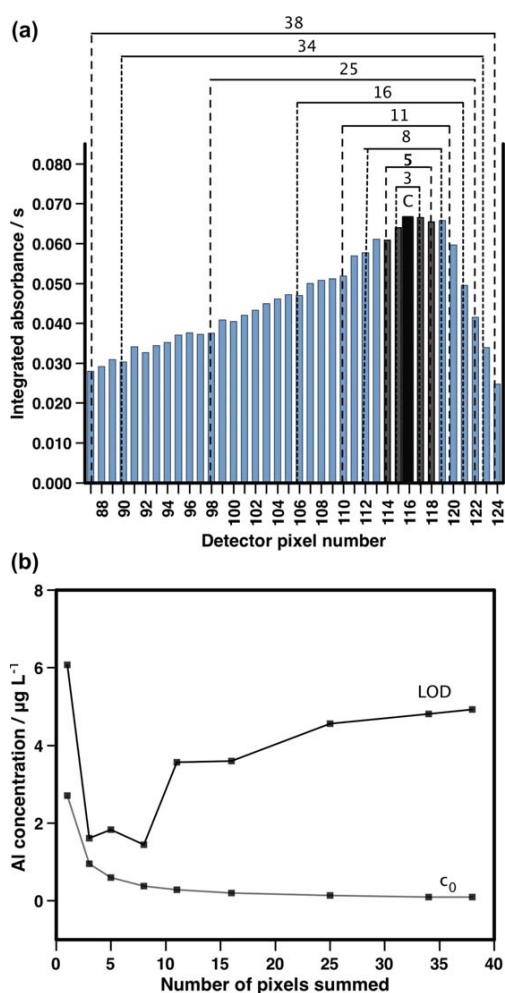 (a)
38
34
25
16
11
8
5
3
C
0.080
0.070
0.060
0.050
0.040
0.030
0.020
0.010
0.000
Integrated absorbance / s
88 90 92 94 96 98 100 102 104 106 108 110 112 114 116 118 120 122 124
Detector pixel number
(b)
8
6
4
2
0
Al concentration / µg L⁻¹
LOD
c₀
0 5 10 15 20 25 30 35 40
Number of pixels summed